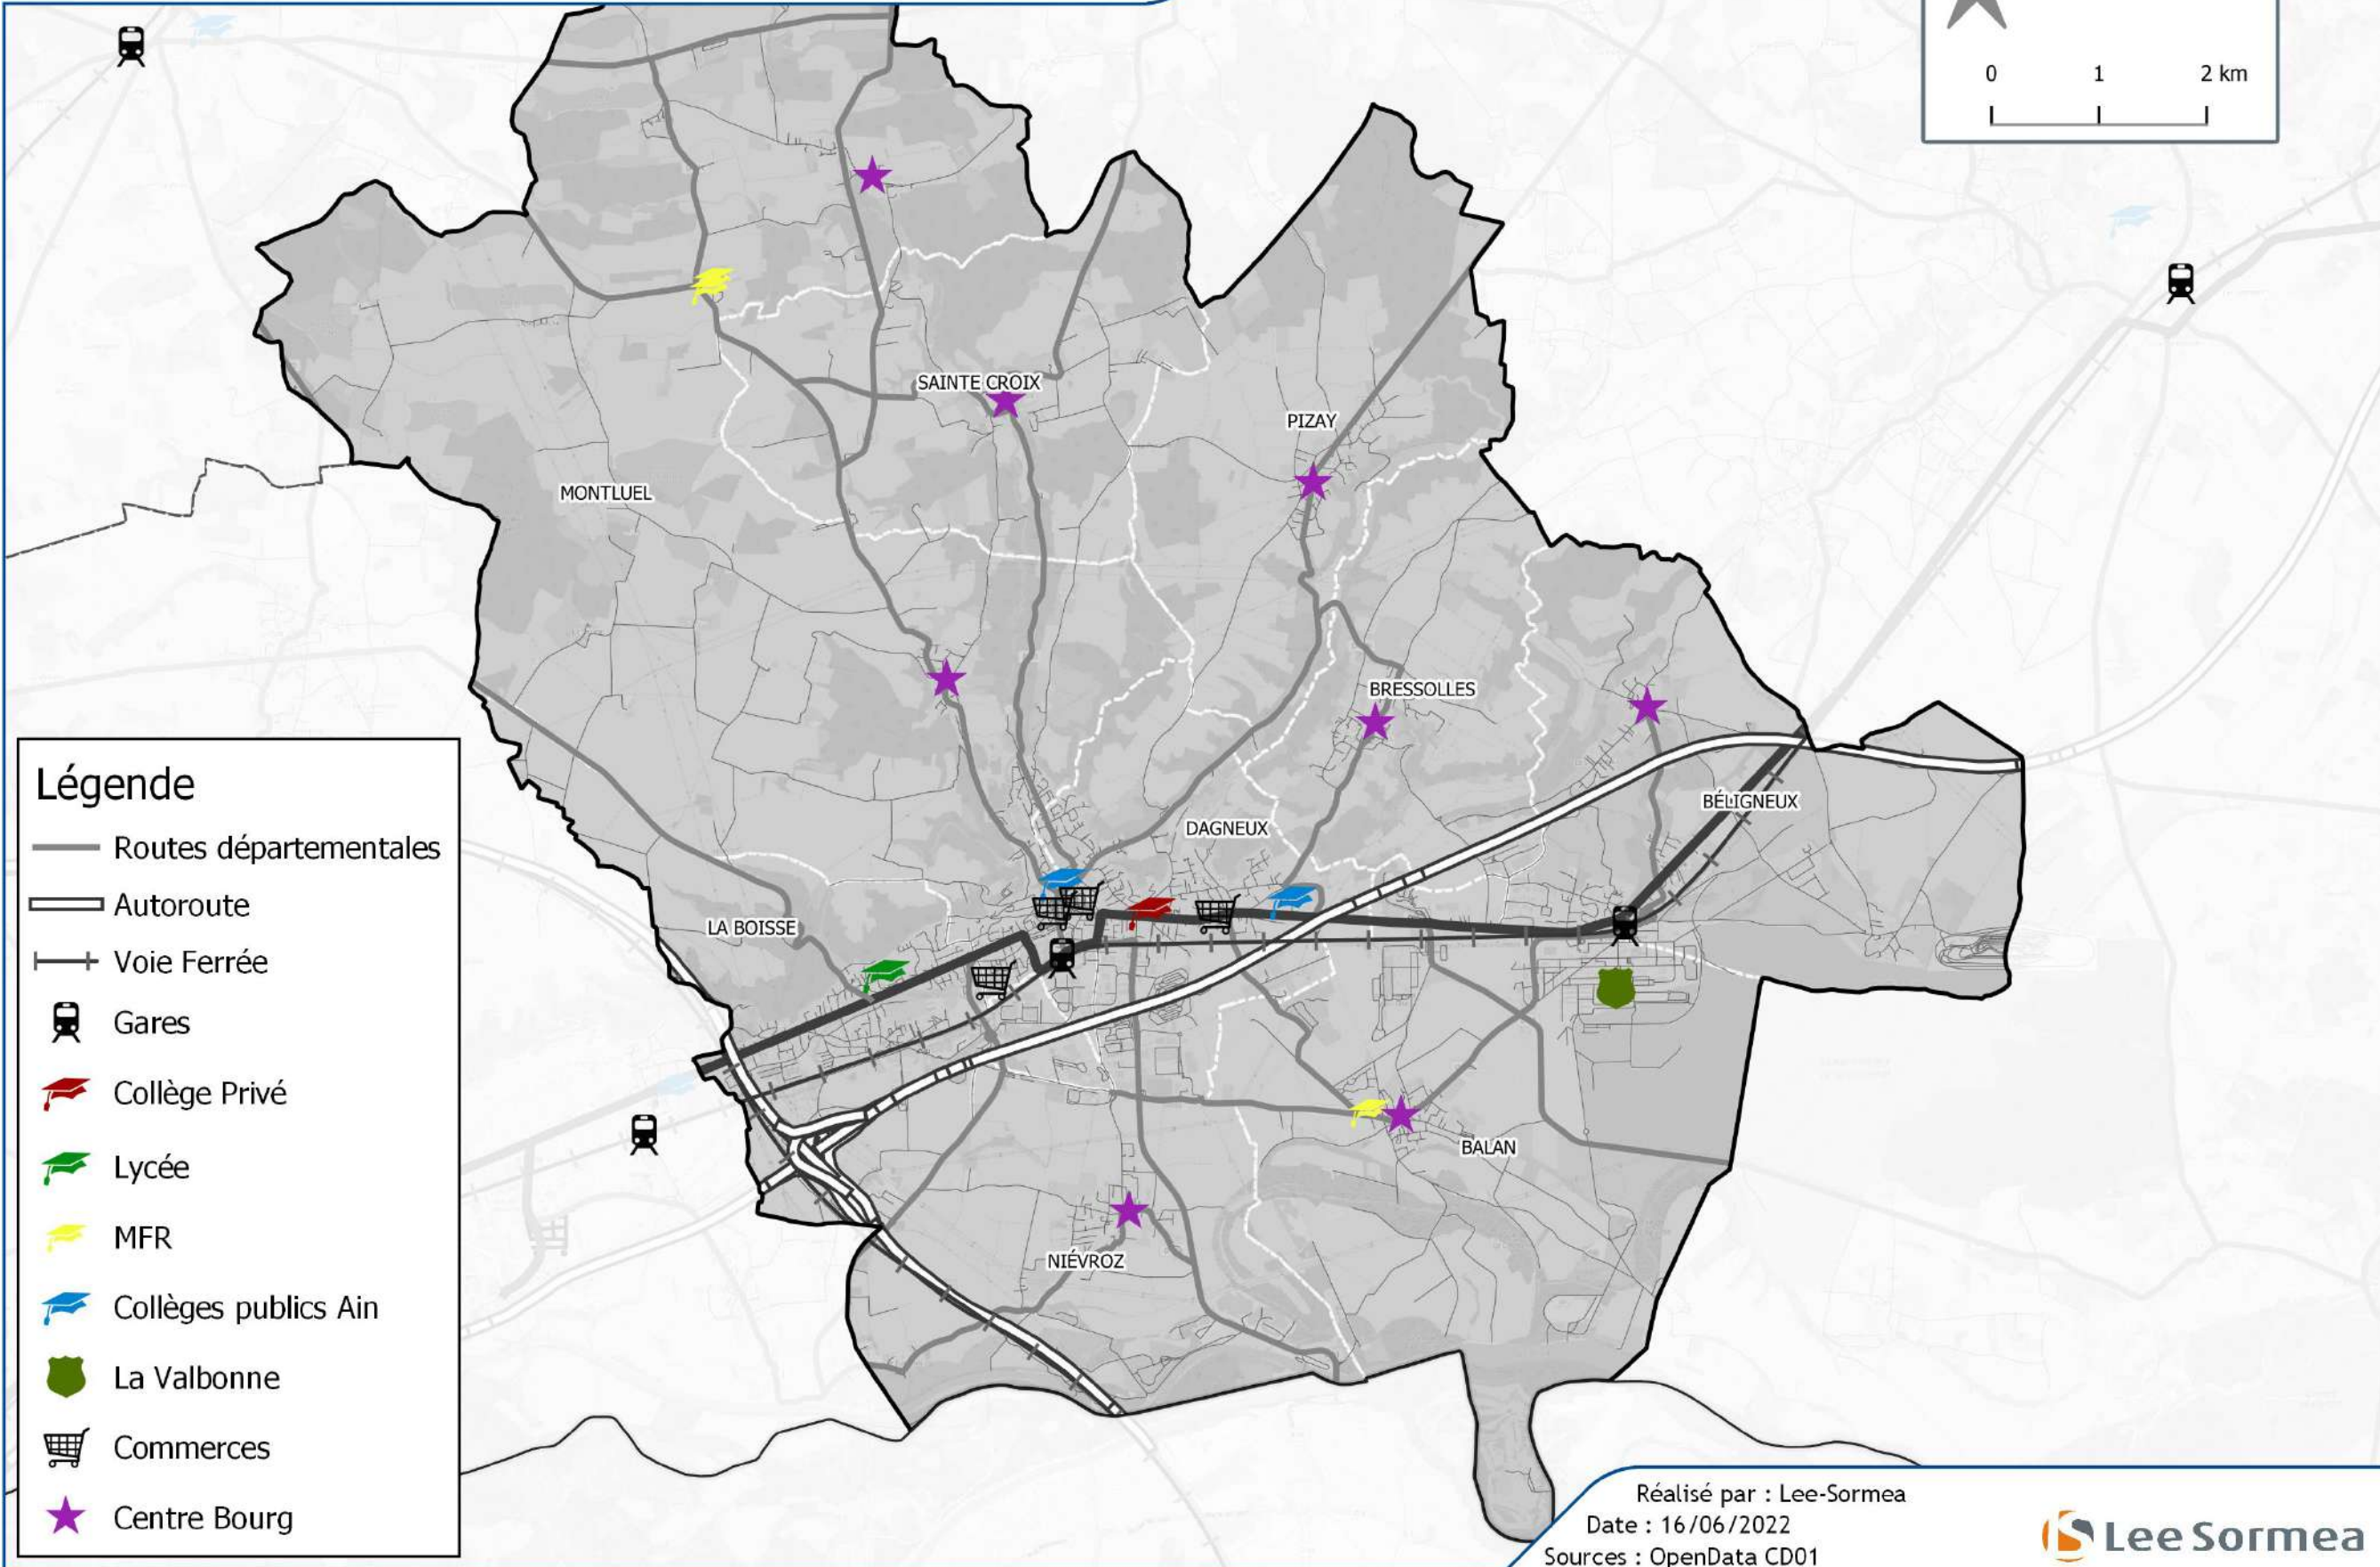 0 1 2 km
SAINTE CROIX
PIZAY
MONTLUEL
BRESSOLLES
BÉLIGNEUX
DAGNEUX
LA BOISSE
BALAN
NIÉVROZ
Légende
Routes départementales
Autoroute
Voie Ferrée
Gares
Collège Privé
Lycée
MFR
Collèges publics Ain
La Valbonne
Commerces
Centre Bourg
Réalisé par : Lee-Sormea
Date : 16/06/2022
Sources : OpenData CD01
Lee Sormea